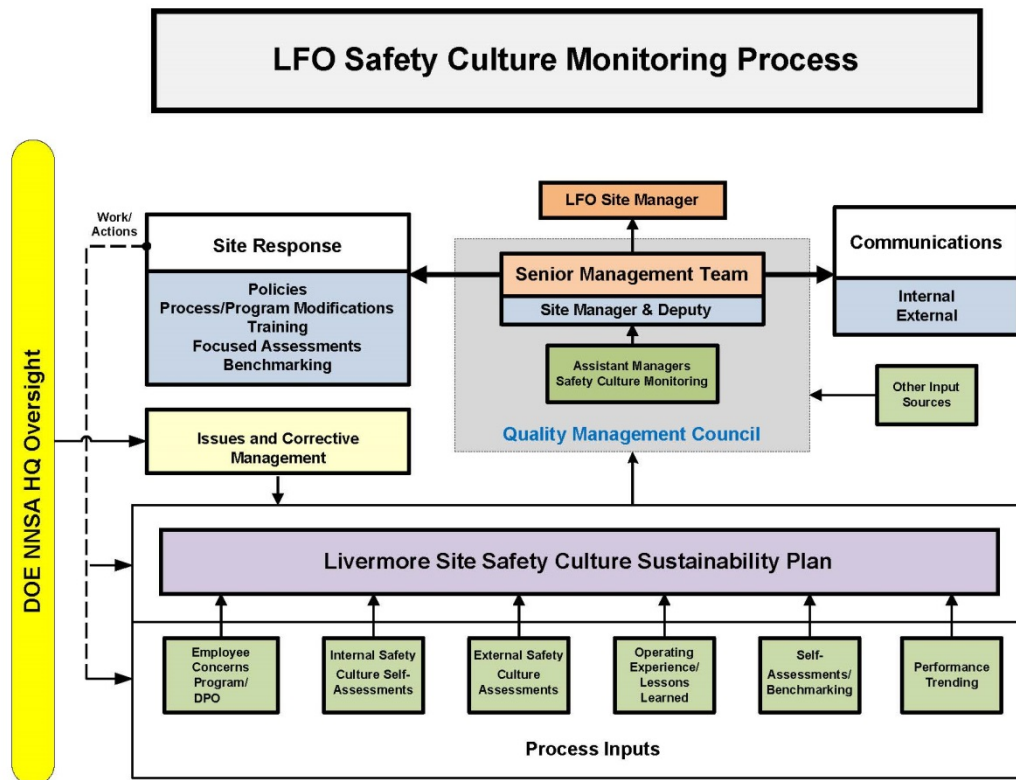 LFO Safety Culture Monitoring Process
DOE NNSA HQ Oversight
Work/
Actions
Site Response
Policies
Process/Program Modifications
Training
Focused Assessments
Benchmarking
LFO Site Manager
Senior Management Team
Site Manager & Deputy
Assistant Managers
Safety Culture Monitoring
Quality Management Council
Communications
Internal
External
Other Input
Sources
Issues and Corrective
Management
Livermore Site Safety Culture Sustainability Plan
Employee
Concerns
Program/
DPO
Internal Safety
Culture Self-
Assessments
External Safety
Culture
Assessments
Operating
Experience/
Lessons
Learned
Self-
Assessments/
Benchmarking
Performance
Trending
Process Inputs